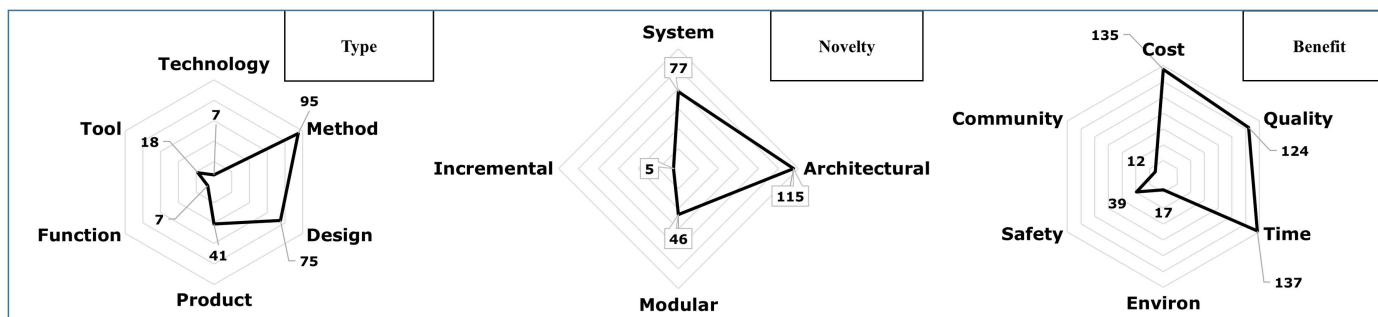 Type
Technology
7
95
Method
Tool
18
Function
7
41
Design
75
Product
Novelty
System
77
Incremental
5
Architectural
115
46
Modular
Benefit
135
Cost
Community
Quality
124
12
39
17
Safety
Time
137
Environ